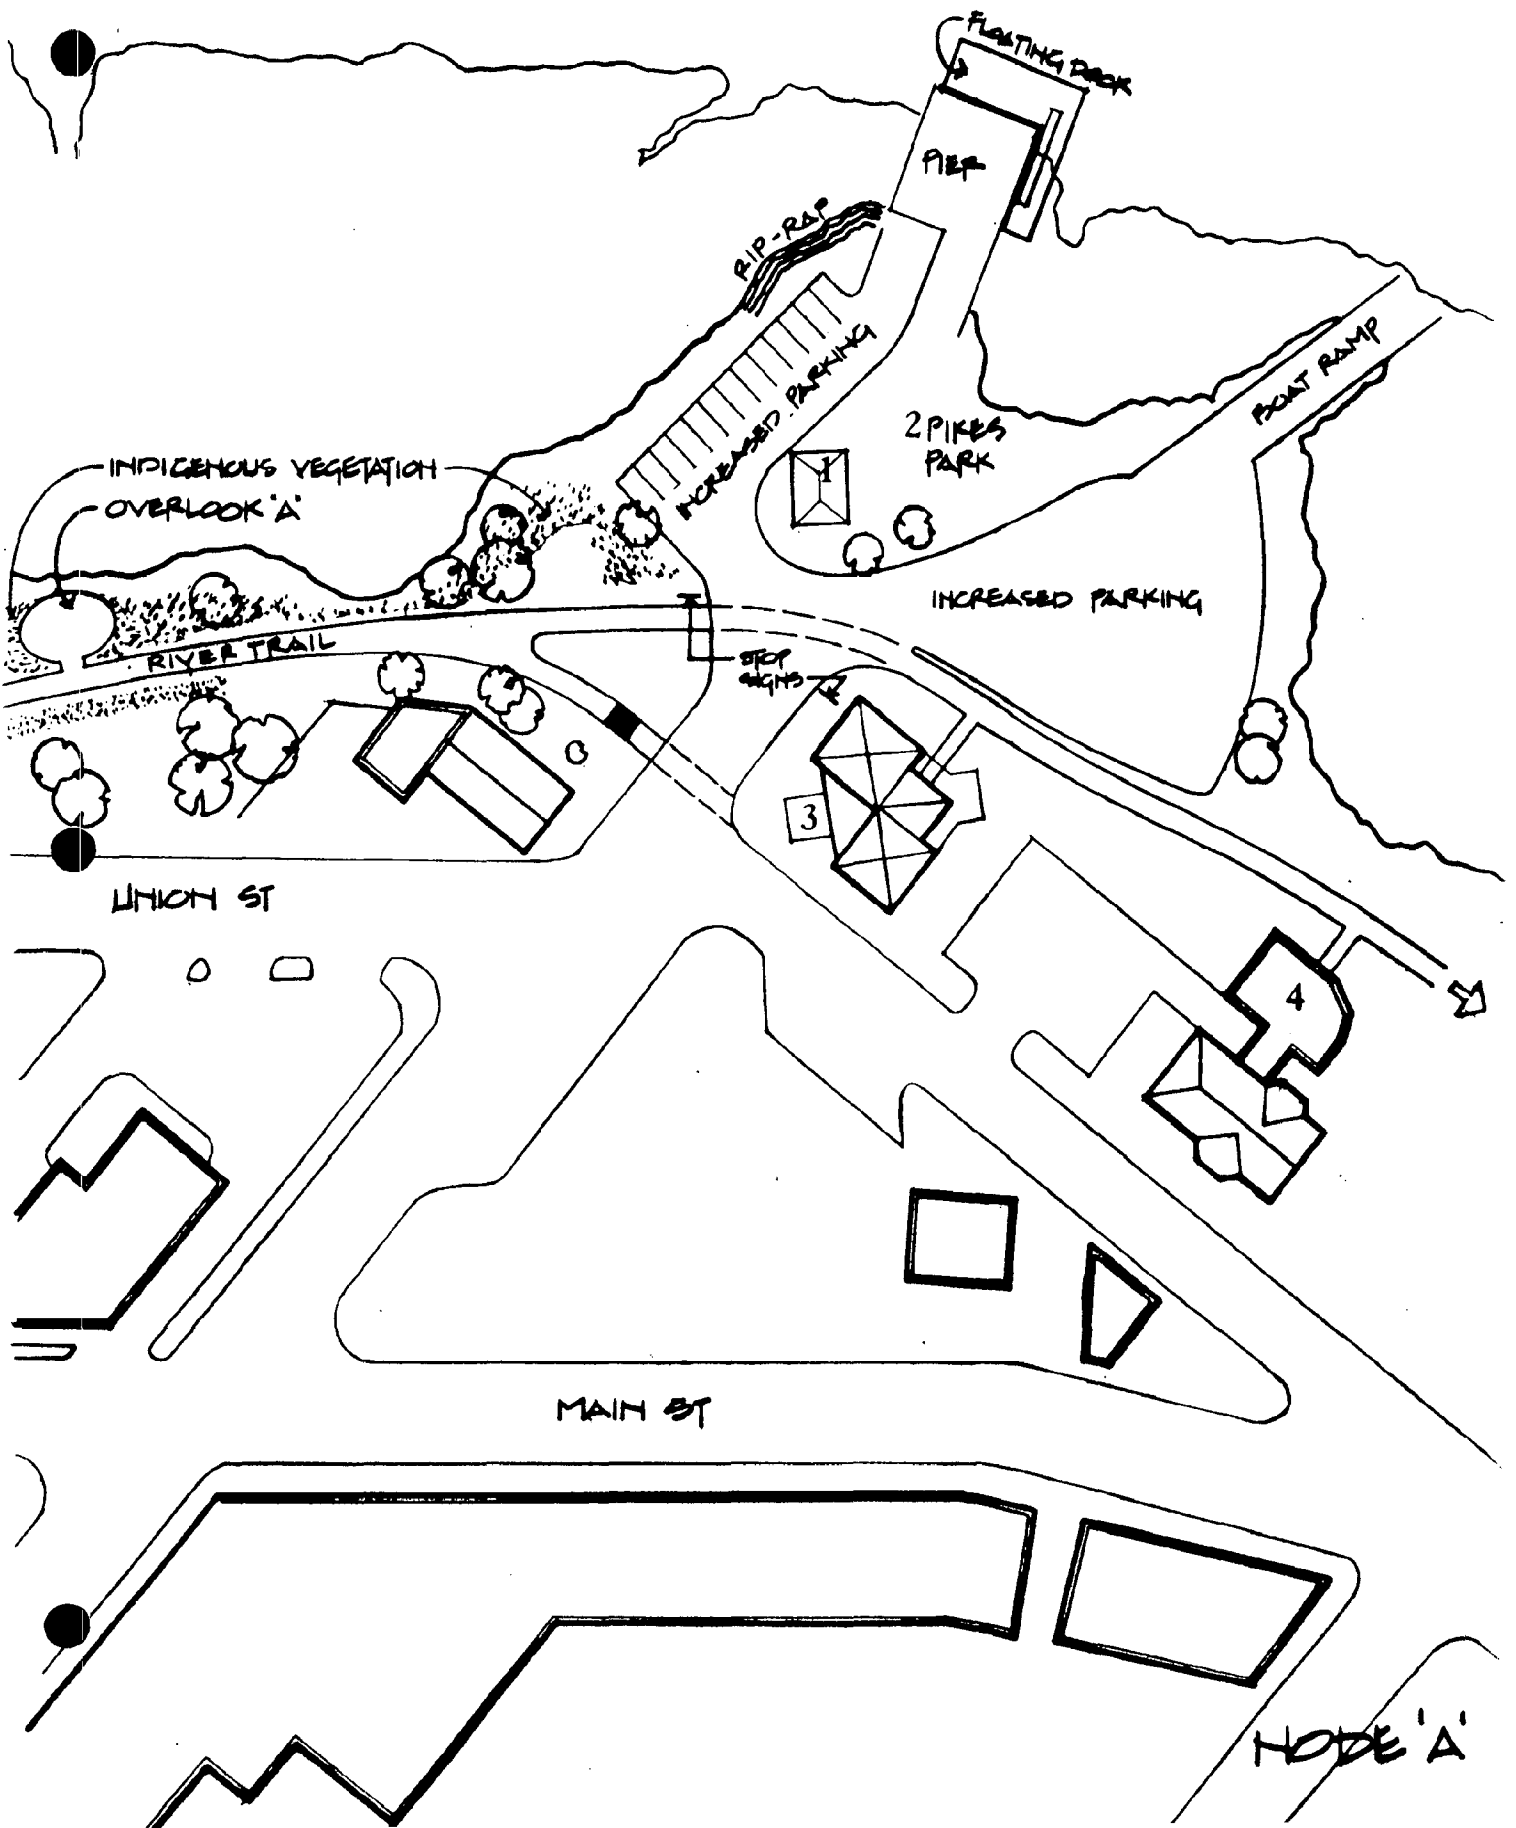 FLOATING DOCK
PIER
RIP-RAP
BOAT RAMP
INCREASED PARKING
2 PIKES
PARK
1
INDIGENOUS VEGETATION
OVERLOOK 'A'
INCREASED PARKING
RIVER TRAIL
STOP
SIGNS
3
UNION ST
4
MAIN ST
NODE 'A'